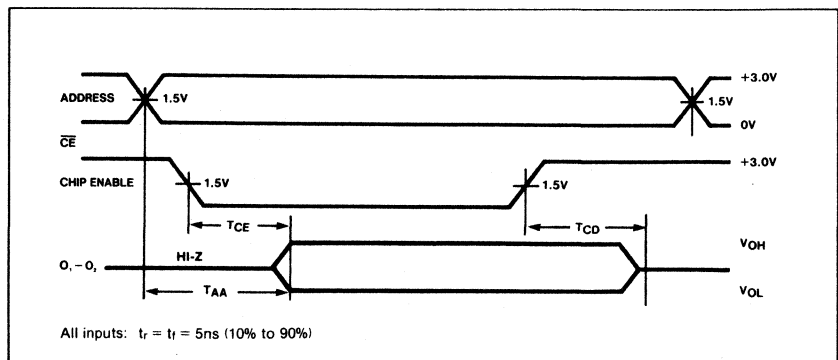 +3.0V
ADDRESS
1.5V
1.5V
0V
CE
+3.0V
CHIP ENABLE
1.5V
1.5V
TCE
TCD
VOH
HI-Z
O₁-O₂
TAA
VOL
All inputs: tr = tf = 5ns (10% to 90%)